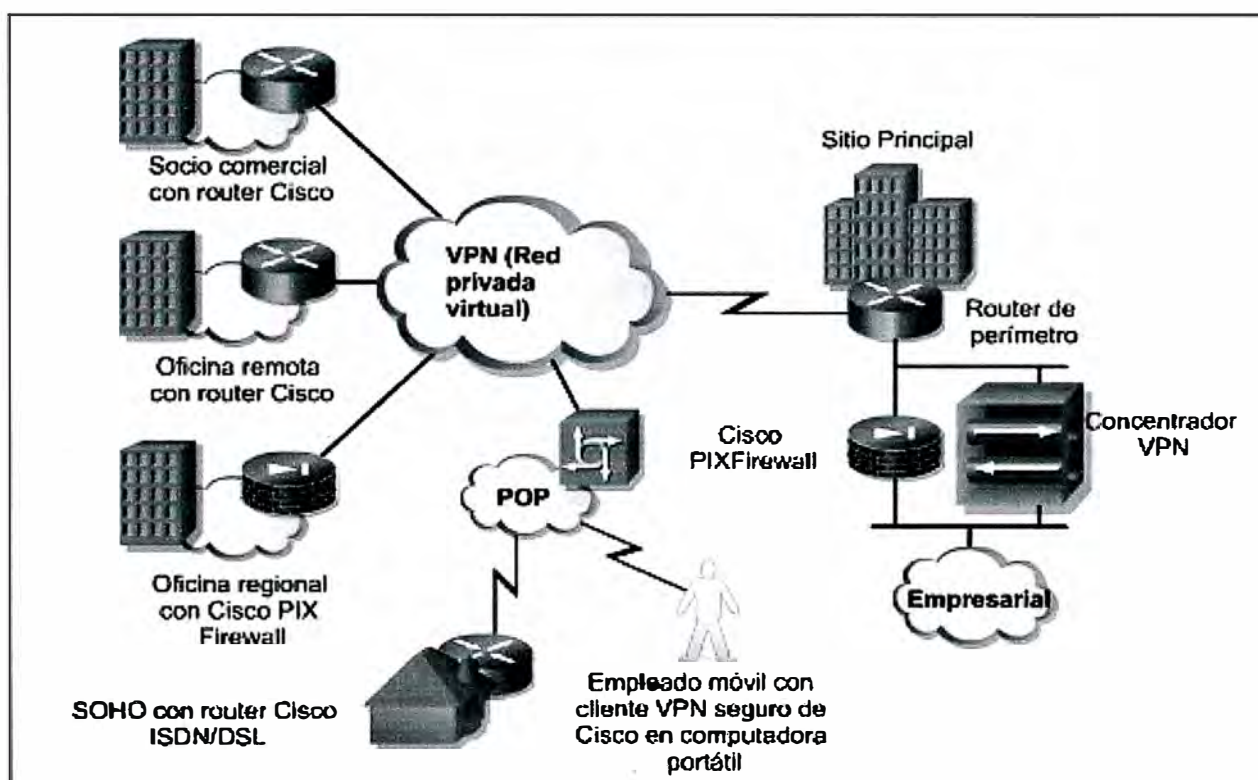 Socio comercial
con router Cisco
Sitio Principal
VPN (Red
privada
virtual)
Router de
perímetro
Oficina remota
con router Cisco
Cisco
PIXFirewall
Concentrador
VPN
POP
Oficina regional
con Cisco PIX
Firewall
Empresarial
SOHO con router Cisco
ISDN/DSL
Empleado móvil con
cliente VPN seguro de
Cisco en computadora
portátil